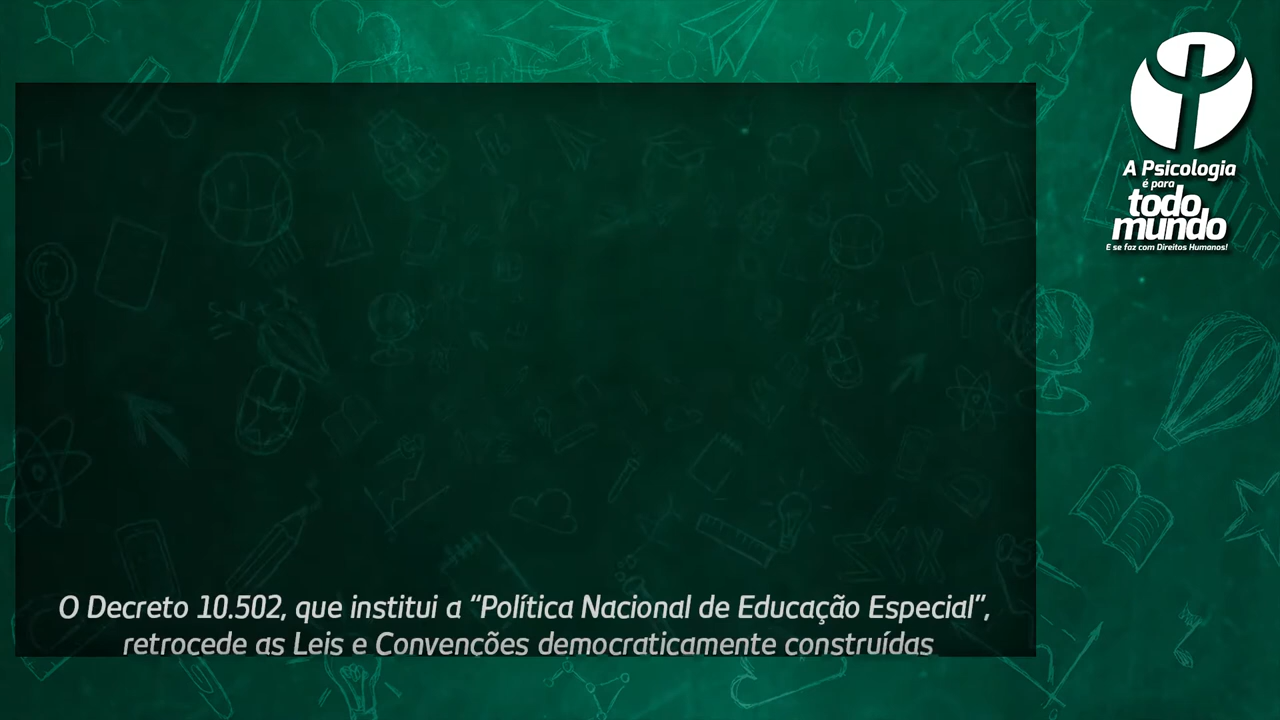 A Psicologia
é para
todo
mundo
E se faz com Direitos Humanos!
O Decreto 10.502, que institui a “Política Nacional de Educação Especial”,
retrocede as Leis e Convenções democraticamente construídas